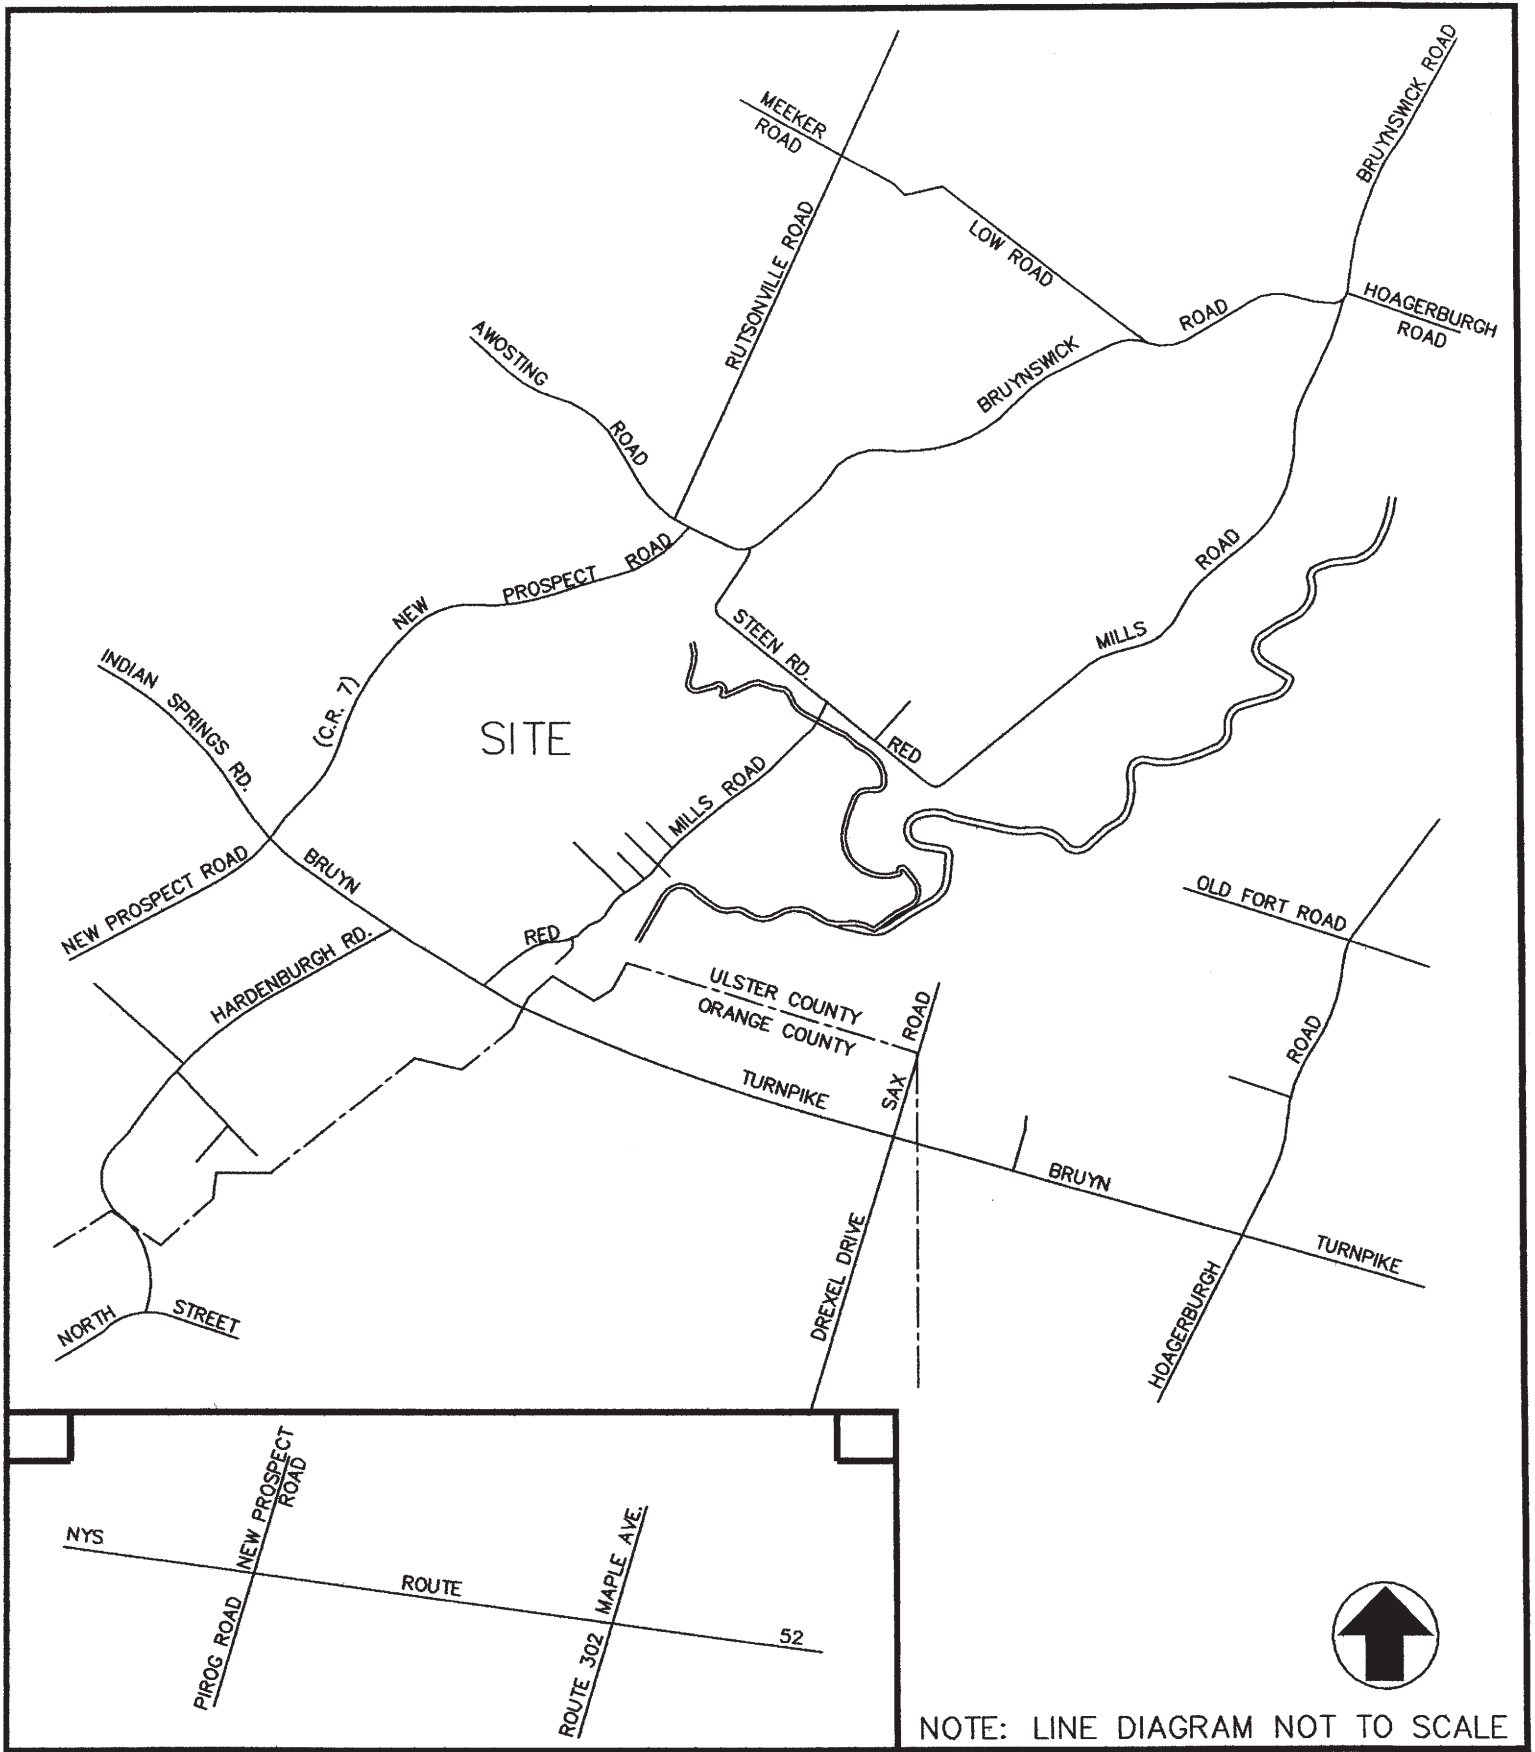 BRUYNSWICK ROAD
MEEKER
ROAD
RUTSONVILLE ROAD
LOW ROAD
HOAGERBURGH
ROAD
BRUYNSWICK ROAD
AWOSTING ROAD
NEW PROSPECT ROAD
(C.R. 7)
STEEN RD.
INDIAN SPRINGS RD.
SITE
RED MILLS ROAD
RED MILLS ROAD
NEW PROSPECT ROAD
BRUYN TURNPIKE
HARDENBURGH RD.
OLD FORT ROAD
ULSTER COUNTY
ORANGE COUNTY
SAX ROAD
BRUYN TURNPIKE
DREXEL DRIVE
HOAGERBURGH ROAD
NORTH STREET
NEW PROSPECT
ROAD
NYS ROUTE 52
PIROG ROAD
MAPLE AVE.
ROUTE 302
NOTE: LINE DIAGRAM NOT TO SCALE